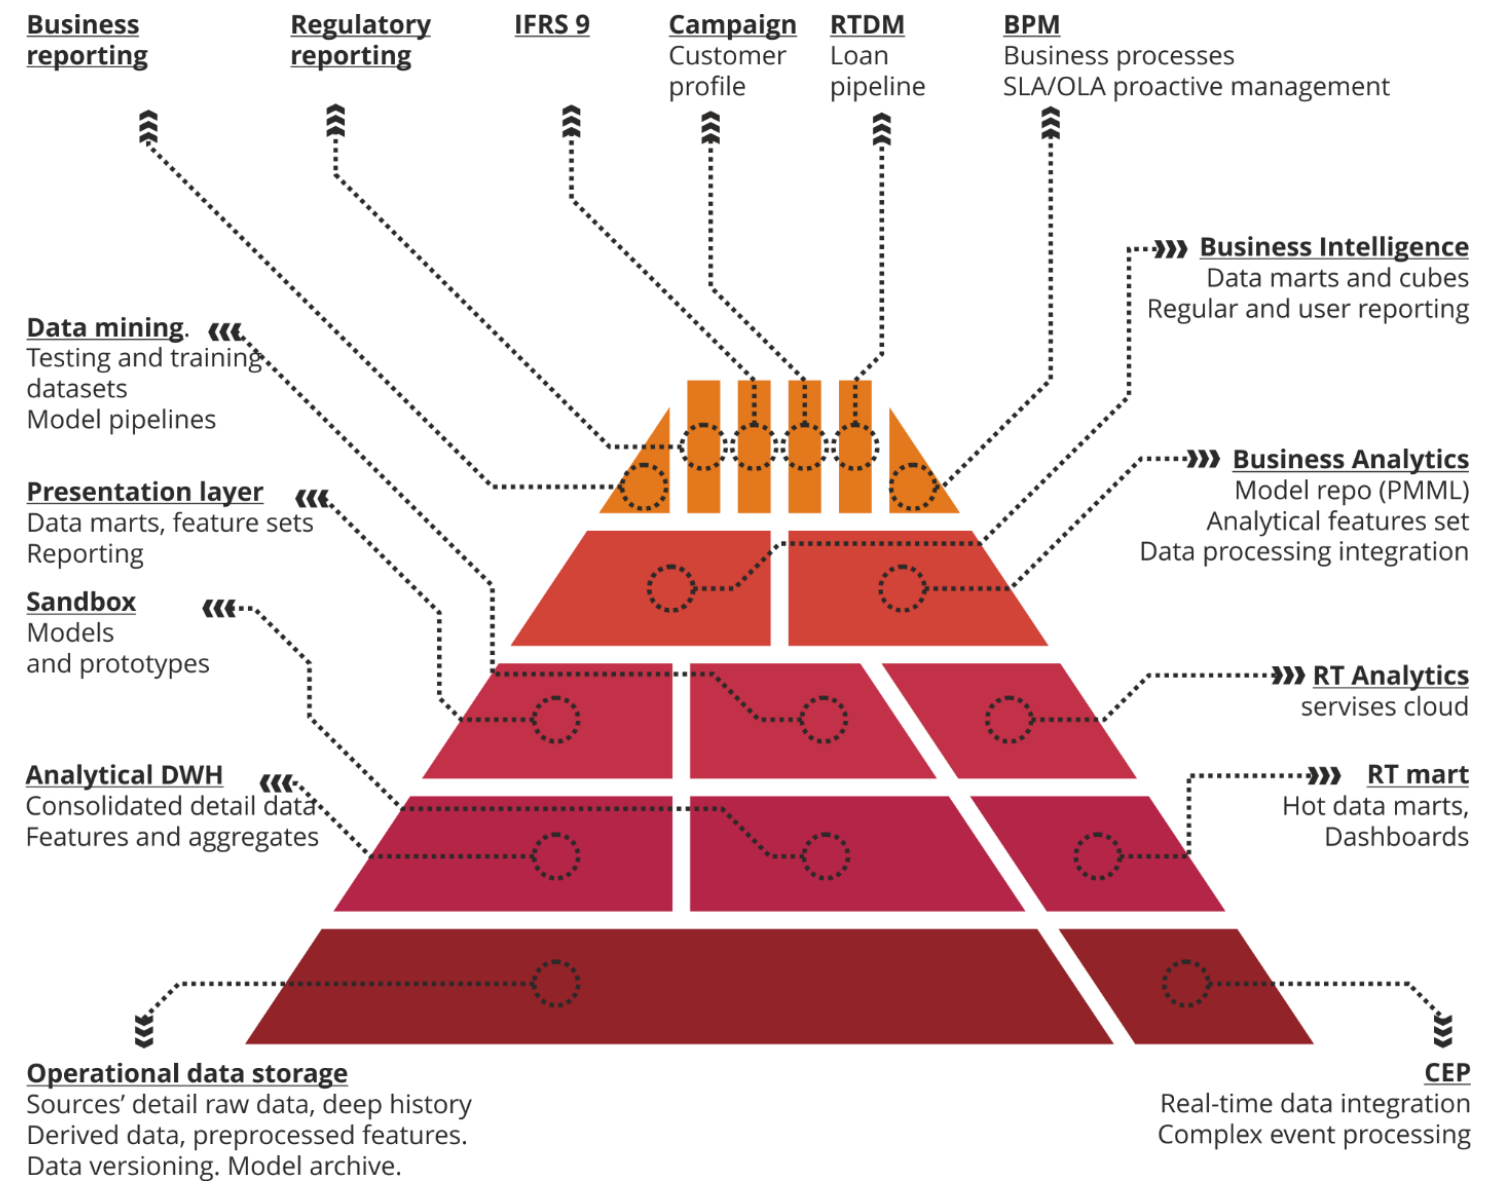 Business
reporting
Regulatory
reporting
IFRS 9
Campaign
Customer
profile
RTDM
Loan
pipeline
BPM
Business processes
SLA/OLA proactive management
Business Intelligence
Data marts and cubes
Regular and user reporting
Data mining.
Testing and training
datasets
Model pipelines
Business Analytics
Model repo (PMML)
Analytical features set
Data processing integration
Presentation layer
Data marts, feature sets
Reporting
Sandbox
Models
and prototypes
RT Analytics
servises cloud
Analytical DWH
Consolidated detail data
Features and aggregates
RT mart
Hot data marts,
Dashboards
Operational data storage
Sources’ detail raw data, deep history
Derived data, preprocessed features.
Data versioning. Model archive.
CEP
Real-time data integration
Complex event processing